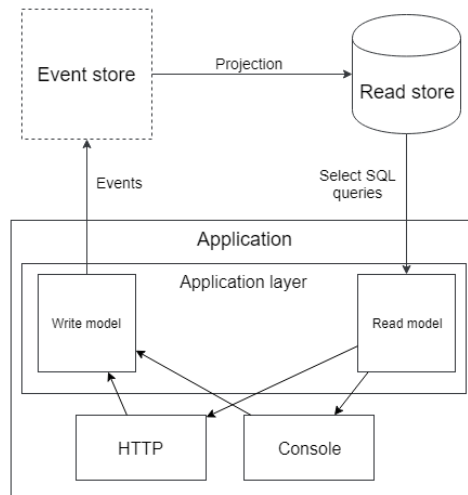 Event store
Projection
Read store
Events
Select SQL
queries
Application
Application layer
Write model
Read model
HTTP
Console